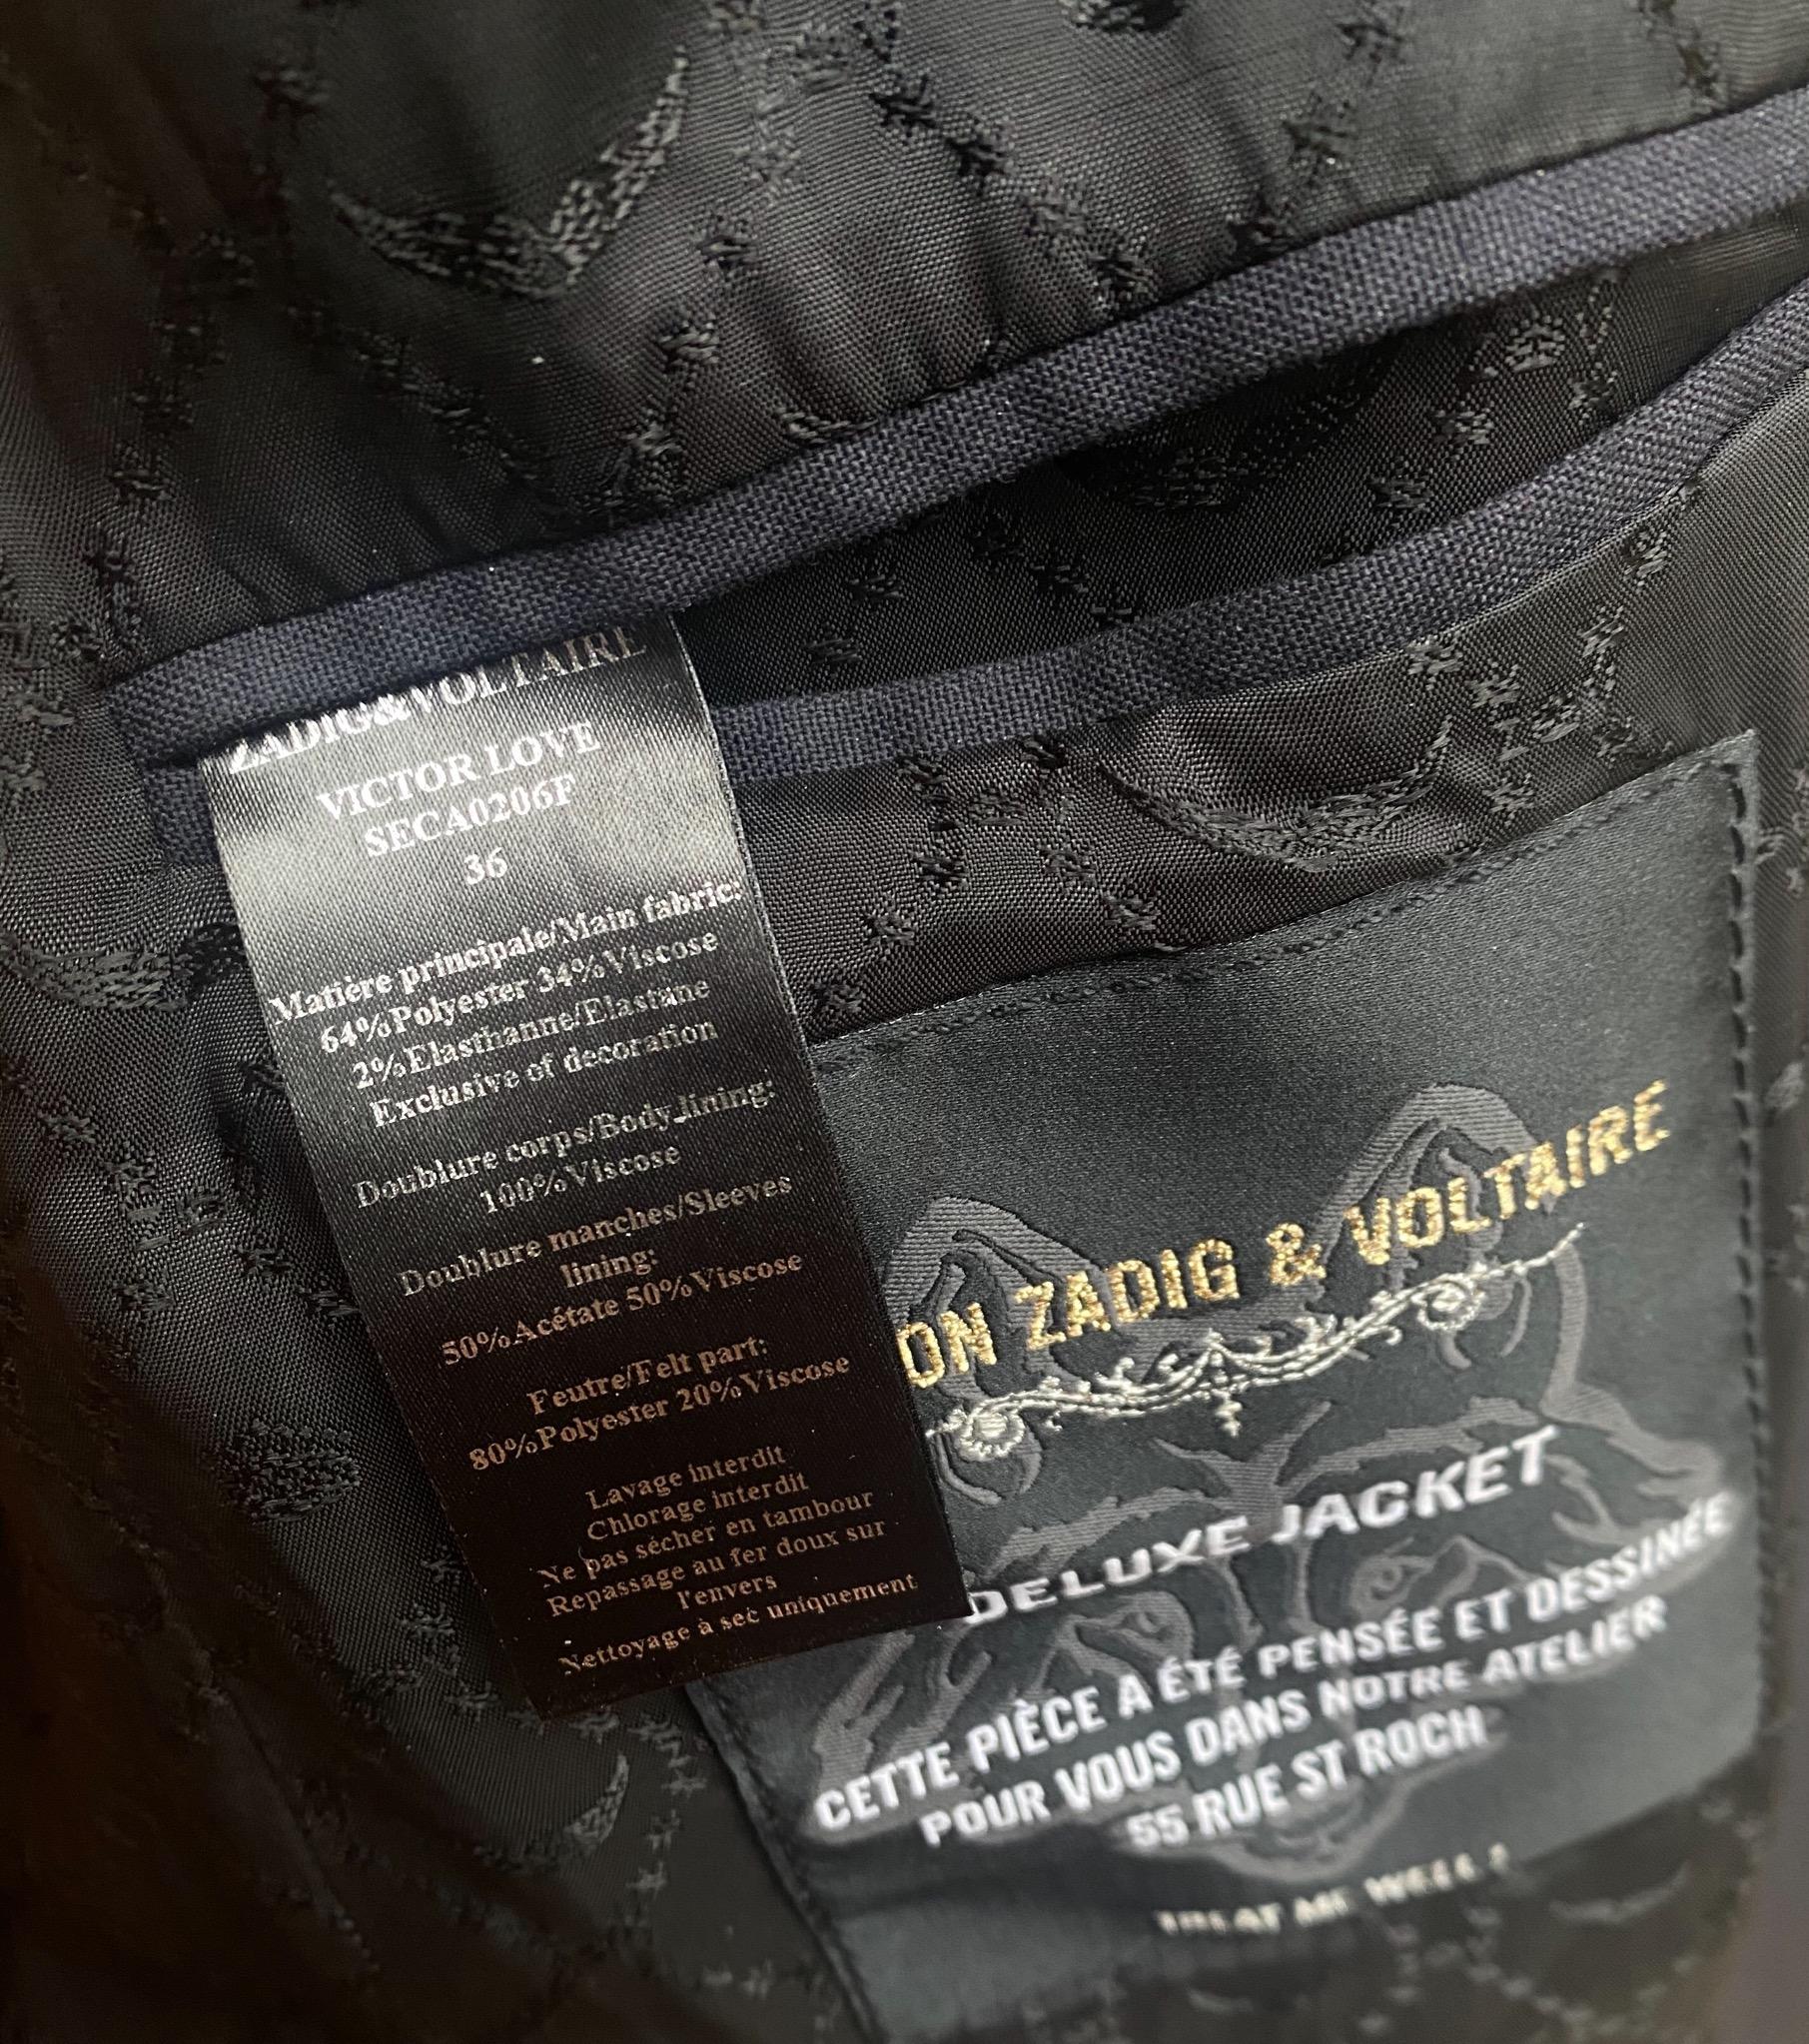 ZADIG&VOLTAIRE
VICTOR LOVE
SECA0206F
36
Matière principale/Main fabric:
64%Polyester 34%Viscose
2%Elasthanne/Elastane
Exclusive of decoration
Doublure corps/Body lining:
100%Viscose
Doublure manches/Sleeves
lining:
50%Acétate 50%Viscose
Feutre/Felt part:
80%Polyester 20%Viscose
Lavage interdit
Chlorage interdit
Ne pas sécher en tambour
Repassage au fer doux sur
l'envers
Nettoyage à sec uniquement
ON ZADIG & VOLTAIRE
DELUXE JACKET
CETTE PIÈCE A ÉTÉ PENSÉE ET DESSINÉE
POUR VOUS DANS NOTRE ATELIER
55 RUE ST ROCH
TREAT ME WELL !